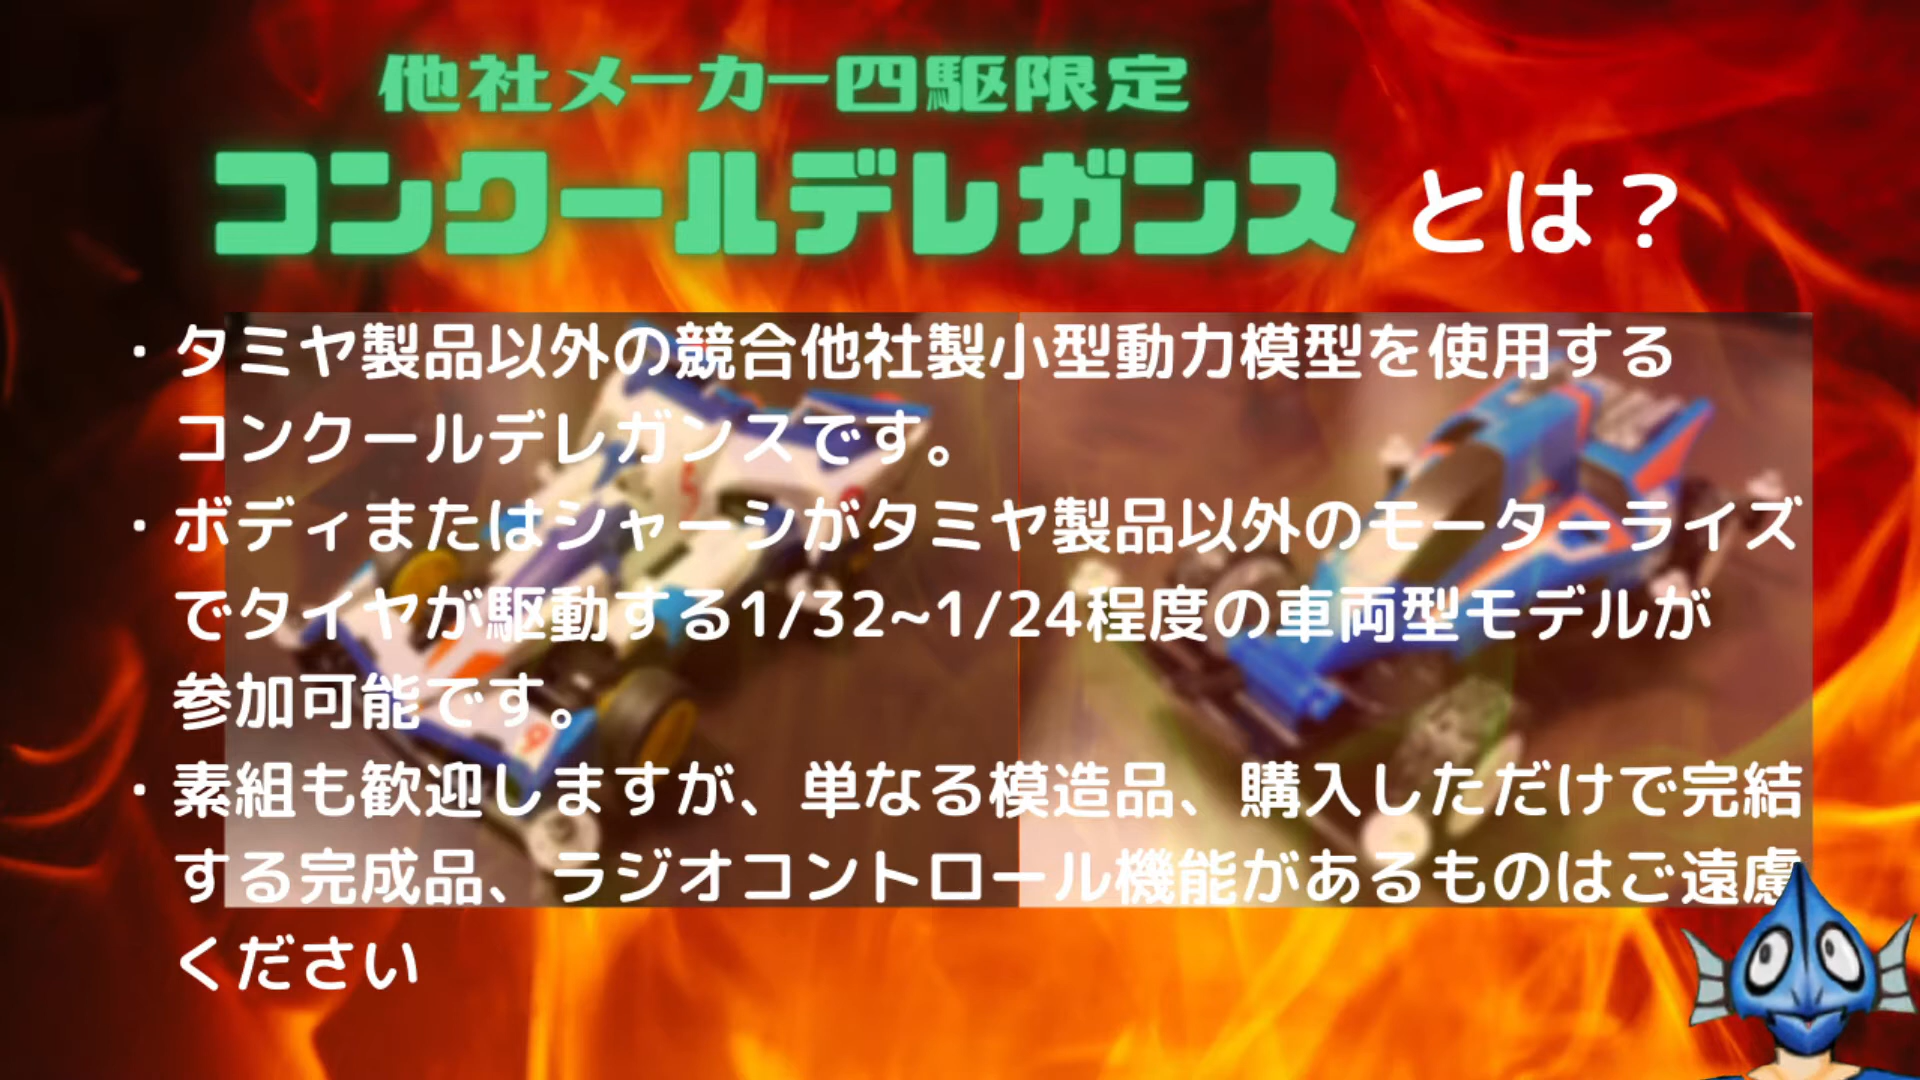 他社メーカー四駆限定
コンクールデレガンス とは？
・タミヤ製品以外の競合他社製小型動力模型を使用する
コンクールデレガンスです。
・ボディまたはシャーシがタミヤ製品以外のモーターライズ
でタイヤが駆動する1/32~1/24程度の車両型モデルが
参加可能です。
・素組も歓迎しますが、単なる模造品、購入しただけで完結
する完成品、ラジオコントロール機能があるものはご遠慮
ください